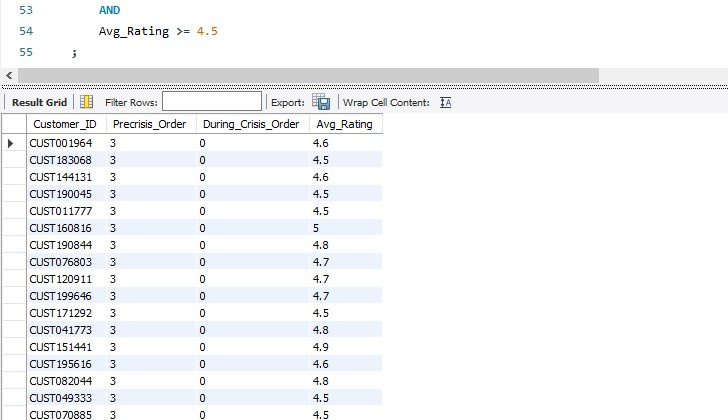 53 AND
54 Avg_Rating >= 4.5
55 ;
Result Grid Filter Rows: Export: Wrap Cell Content:
Customer_ID Precrisis_Order During_Crisis_Order Avg_Rating
CUST001964 3 0 4.6
CUST183068 3 0 4.5
CUST144131 3 0 4.6
CUST190045 3 0 4.5
CUST011777 3 0 4.5
CUST160816 3 0 5
CUST190844 3 0 4.8
CUST076803 3 0 4.7
CUST120911 3 0 4.7
CUST199646 3 0 4.7
CUST171292 3 0 4.5
CUST041773 3 0 4.8
CUST151441 3 0 4.9
CUST195616 3 0 4.6
CUST082044 3 0 4.8
CUST049333 3 0 4.5
CUST070885 3 0 4.5